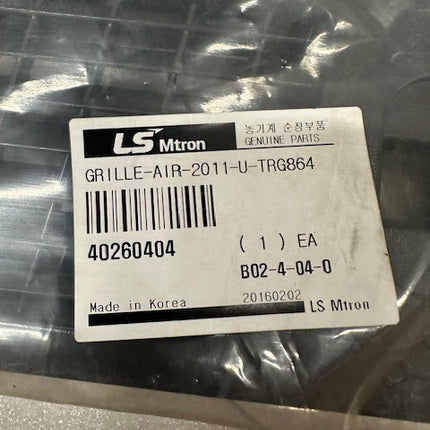 LS Mtron
농기계 순정부품
GENUINE PARTS
GRILLE-AIR-2011-U-TRG864
40260404
( 1 ) EA
B02-4-04-0
Made in Korea
20160202
LS Mtron